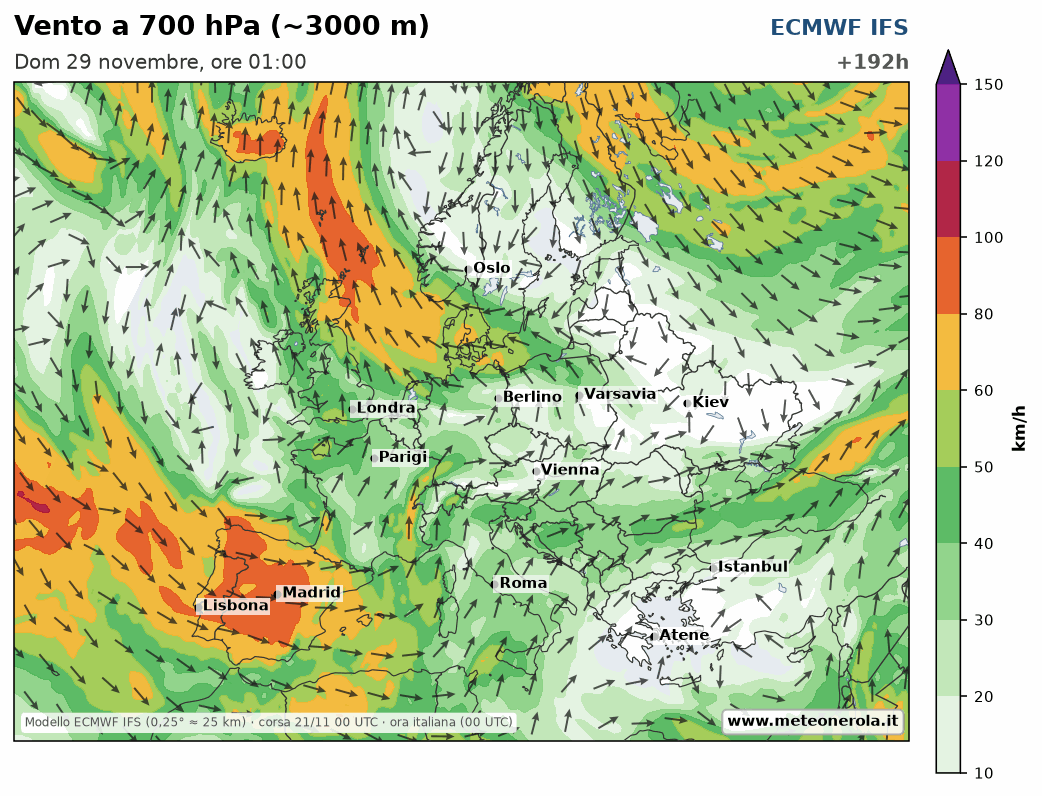 Vento a 700 hPa (~3000 m)
ECMWF IFS
Dom 29 novembre, ore 01:00
+192h
150
120
100
80
60
50
40
30
20
10
km/h
Oslo
Londra
Berlino
Varsavia
Kiev
Parigi
Vienna
Istanbul
Roma
Madrid
Lisbona
Atene
Modello ECMWF IFS (0,25° ≈ 25 km) · corsa 21/11 00 UTC · ora italiana (00 UTC)
www.meteonerola.it